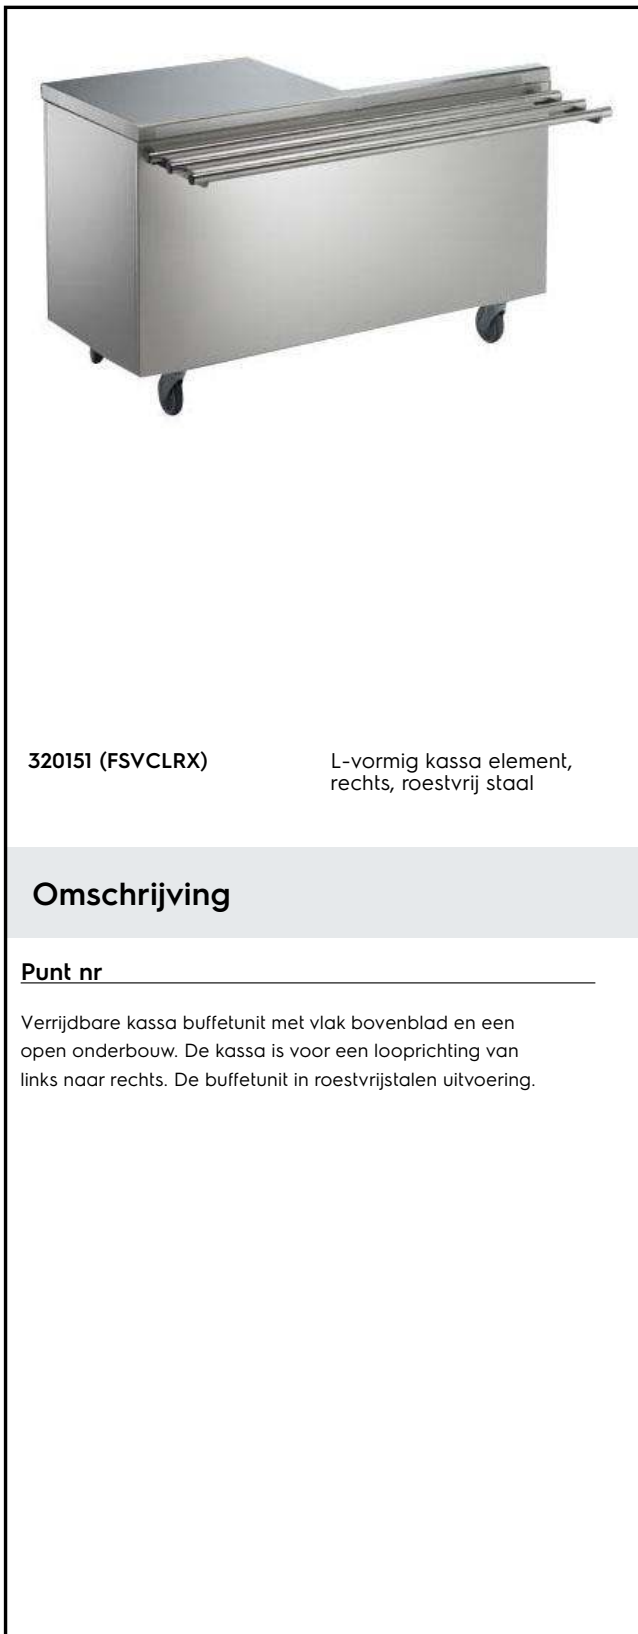 320151 (FSVCLRX)
L-vormig kassa element,
rechts, roestvrij staal
Omschrijving
Punt nr
Verrijdbare kassa buffetunit met vlak bovenblad en een
open onderbouw. De kassa is voor een looprichting van
links naar rechts. De buffetunit in roestvrijstalen uitvoering.